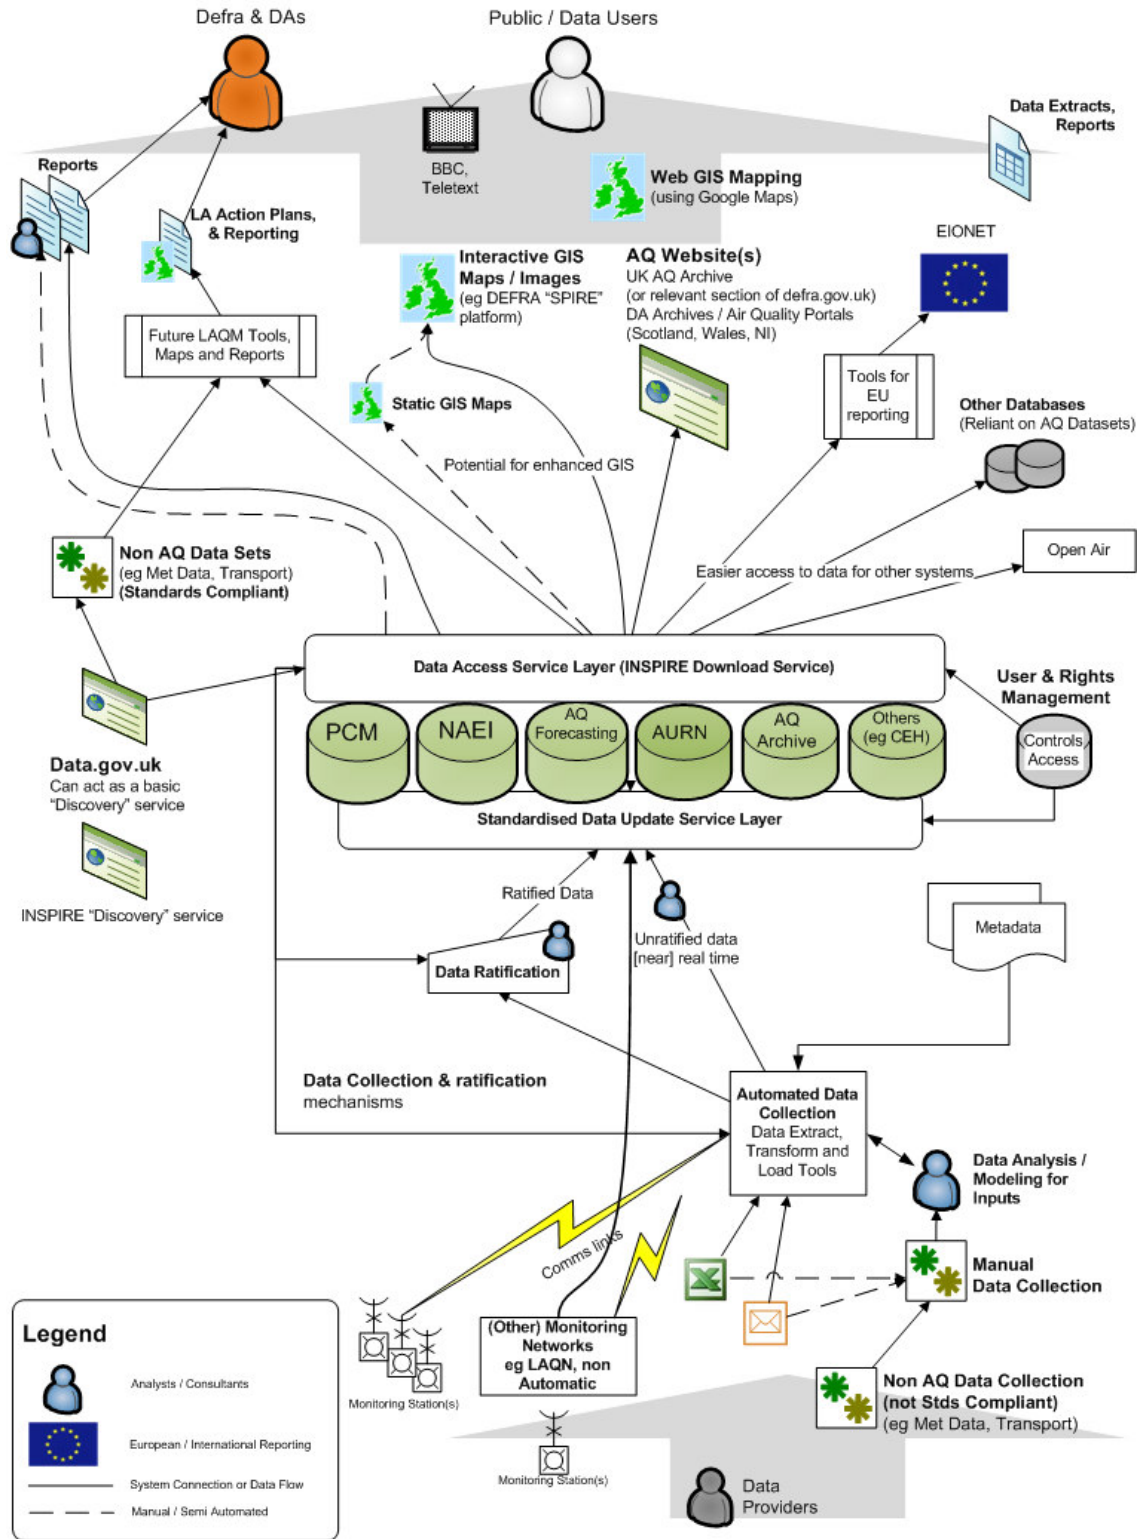 Defra & DAs
Public / Data Users
Data Extracts,
Reports
BBC,
Teletext
Web GIS Mapping
(using Google Maps)
Reports
LA Action Plans,
& Reporting
EIONET
Interactive GIS
Maps / Images
(eg DEFRA “SPIRE”
platform)
AQ Website(s)
UK AQ Archive
(or relevant section of defra.gov.uk)
DA Archives / Air Quality Portals
(Scotland, Wales, NI)
Future LAQM Tools,
Maps and Reports
Tools for
EU
reporting
Static GIS Maps
Other Databases
(Reliant on AQ Datasets)
Potential for enhanced GIS
Non AQ Data Sets
(eg Met Data, Transport)
(Standards Compliant)
Open Air
Easier access to data for other systems
Data Access Service Layer (INSPIRE Download Service)
User & Rights
Management
PCM
NAEI
AQ
Forecasting
AURN
AQ
Archive
Others
(eg CEH)
Controls
Access
Data.gov.uk
Can act as a basic
“Discovery” service
Standardised Data Update Service Layer
INSPIRE “Discovery” service
Ratified Data
Unratified data
[near] real time
Metadata
Data Ratification
Data Collection & ratification
mechanisms
Automated Data
Collection
Data Extract,
Transform and
Load Tools
Data Analysis /
Modeling for
Inputs
Comms links
Manual
Data Collection
(Other) Monitoring
Networks
eg LAQN, non
Automatic
Monitoring Station(s)
Non AQ Data Collection
(not Stds Compliant)
(eg Met Data, Transport)
Monitoring Station(s)
Data
Providers
Legend
Analysts / Consultants
European / International Reporting
System Connection or Data Flow
Manual / Semi Automated